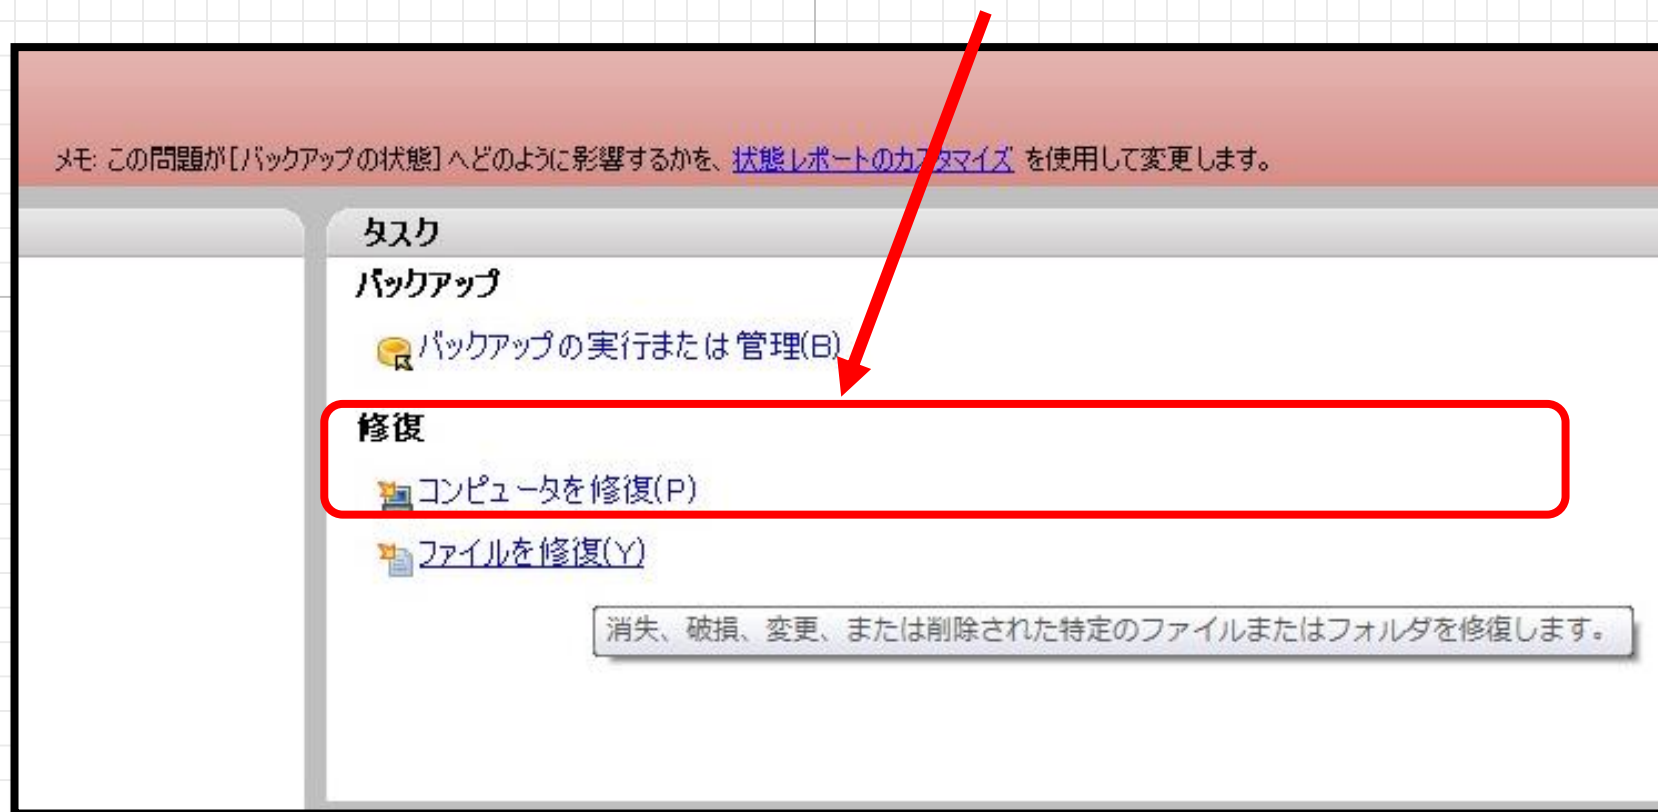 メモ: この問題が[バックアップの状態]へどのように影響するかを、状態レポートのカスタマイズ を使用して変更します。
タスク
バックアップ
バックアップの実行または管理(B)
修復
コンピュータを修復(P)
ファイルを修復(Y)
消失、破損、変更、または削除された特定のファイルまたはフォルダを修復します。